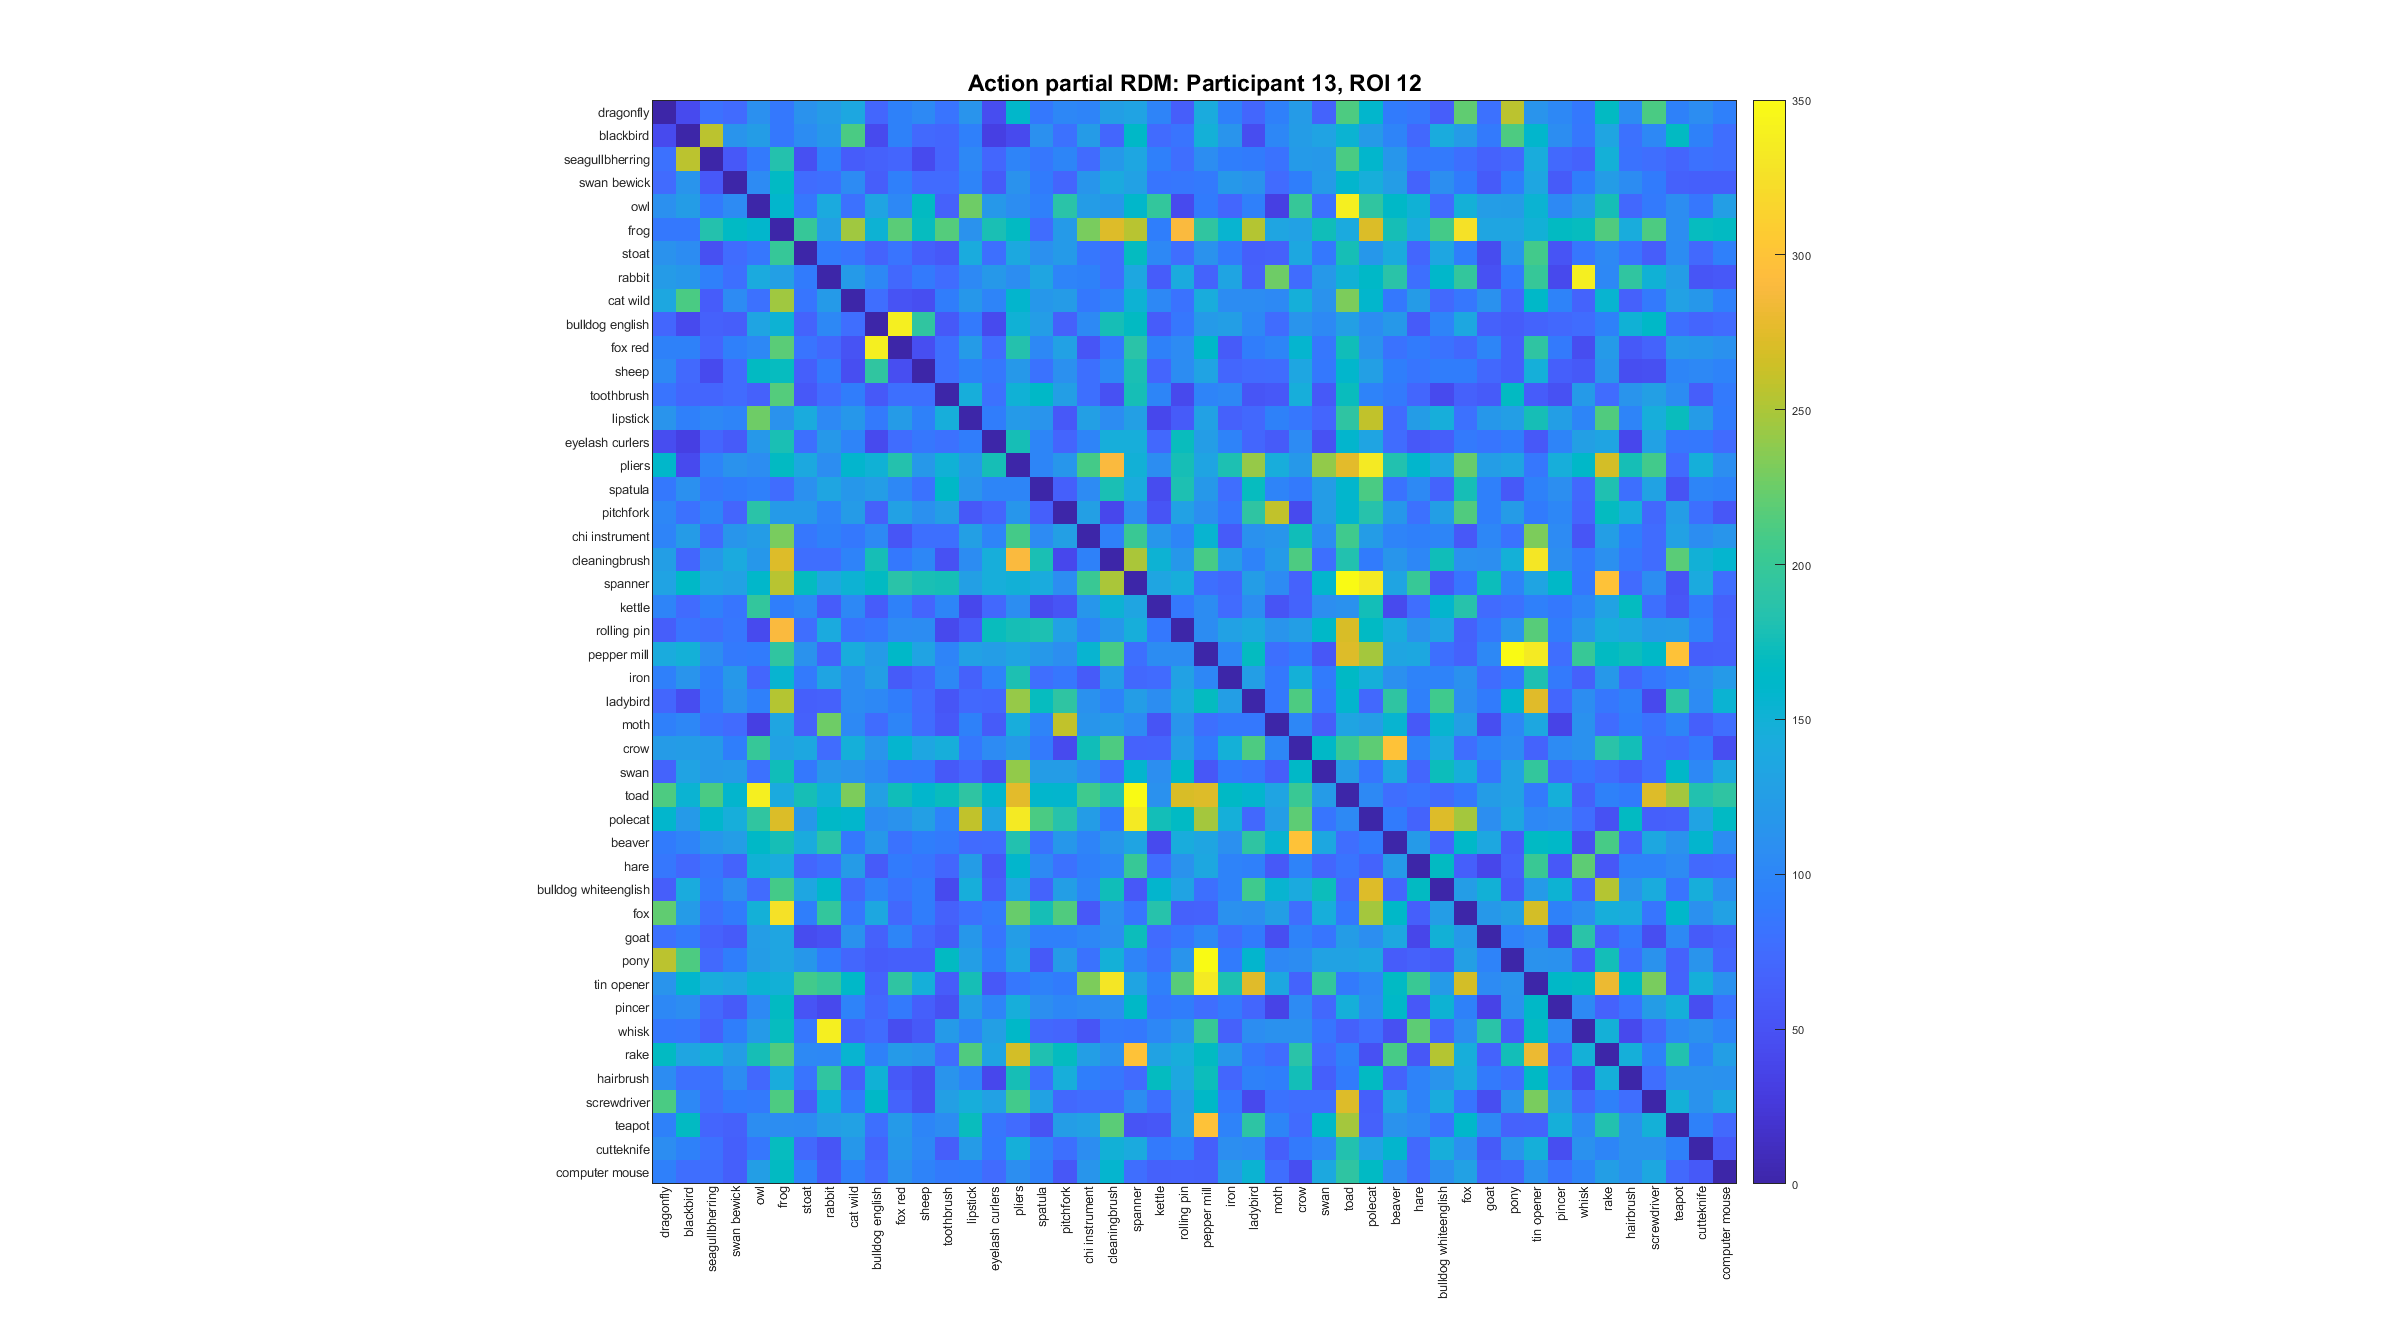 Action partial RDM: Participant 13, ROI 12
dragonfly
blackbird
seagullbherring
swan bewick
owl
frog
stoat
rabbit
cat wild
bulldog english
fox red
sheep
toothbrush
lipstick
eyelash curlers
pliers
spatula
pitchfork
chi instrument
cleaningbrush
spanner
kettle
rolling pin
pepper mill
iron
ladybird
moth
crow
swan
toad
polecat
beaver
hare
bulldog whiteenglish
fox
goat
pony
tin opener
pincer
whisk
rake
hairbrush
screwdriver
teapot
cutteknife
computer mouse
dragonfly
blackbird
seagullbherring
swan bewick
owl
frog
stoat
rabbit
cat wild
bulldog english
fox red
sheep
toothbrush
lipstick
eyelash curlers
pliers
spatula
pitchfork
chi instrument
cleaningbrush
spanner
kettle
rolling pin
pepper mill
iron
ladybird
moth
crow
swan
toad
polecat
beaver
hare
bulldog whiteenglish
fox
goat
pony
tin opener
pincer
whisk
rake
hairbrush
screwdriver
teapot
cutteknife
computer mouse
350
300
250
200
150
100
50
0